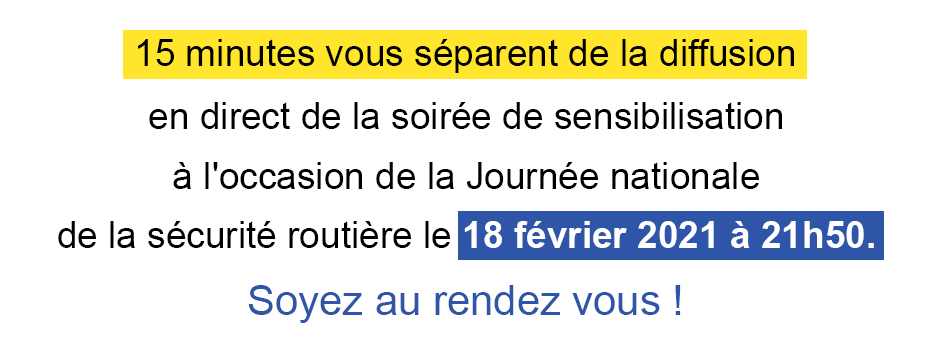 15 minutes vous séparent de la diffusion
en direct de la soirée de sensibilisation
à l'occasion de la Journée nationale
de la sécurité routière le 18 février 2021 à 21h50.
Soyez au rendez vous !